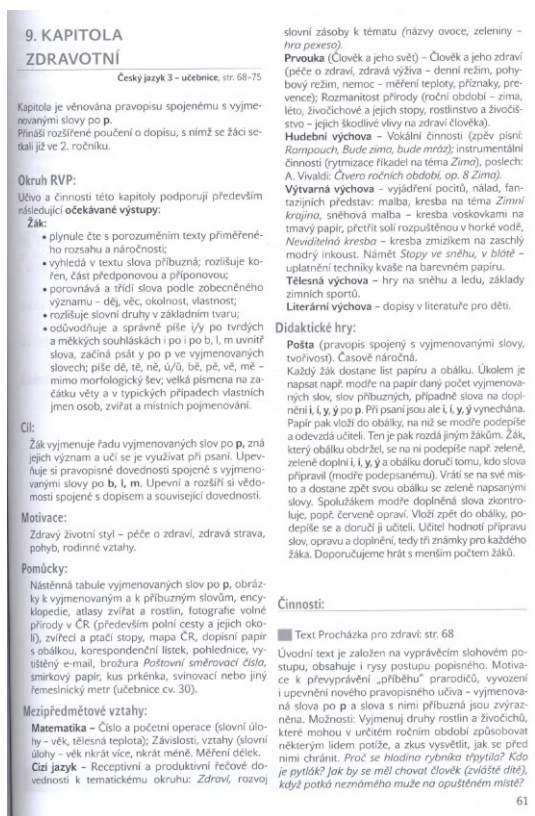 9. KAPITOLA
ZDRAVOTNÍ
Český jazyk 3 – učebnice, str. 68–75
Kapitola je věnována pravopisu spojenému s vyjme-
novanými slovy po p.
Přináší rozšířené poučení o dopisu, s nímž se žáci se-
tkali již ve 2. ročníku.
Okruh RVP:
Učivo a činnosti této kapitoly podporují především
následující očekávané výstupy:
Žák:
• plynule čte s porozuměním texty přiměřené-
ho rozsahu a náročnosti;
• vyhledá v textu slova příbuzná; rozlišuje ko-
řen, část předponovou a příponovou;
• porovnává a třídí slova podle zobecněného
významu – děj, věc, okolnost, vlastnost;
• rozlišuje slovní druhy v základním tvaru;
• odůvodňuje a správně píše i/y po tvrdých
a měkkých souhláskách i po i po b, l, m uvnitř
slova, začíná psát y po p ve vyjmenovaných
slovech; píše dě, tě, ně, ú/ů, bě, pě, vě, mě –
mimo morfologický šev; velká písmena na za-
čátku věty a v typických případech vlastních
jmen osob, zvířat a místních pojmenování.
Cíl:
Žák vyjmenuje řadu vyjmenovaných slov po p, zná
jejich význam a učí se je využívat při psaní. Upev-
ňuje si pravopisné dovednosti spojené s vyjmeno-
vanými slovy po b, l, m. Upevní a rozšíří si vědo-
mosti spojené s dopisem a související dovednosti.
Motivace:
Zdravý životní styl – péče o zdraví, zdravá strava,
pohyb, rodinné vztahy.
Pomůcky:
Nástěnná tabule vyjmenovaných slov po p, obráz-
ky k vyjmenovaným a k příbuzným slovům, ency-
klopedie, atlasy zvířat a rostlin, fotografie volné
přírody v ČR (především polní cesty a jejich oko-
lí), zvířecí a ptačí stopy, mapa ČR, dopisní papír
s obálkou, korespondenční lístek, pohlednice, vy-
tištěný e-mail, brožura Poštovní směrovací čísla,
smirkový papír, kus prkénka, svinovací nebo jiný
řemeslnický metr (učebnice cv. 30).
Mezipředmětové vztahy:
Matematika – Číslo a početní operace (slovní úlo-
hy – věk, tělesná teplota); Závislosti, vztahy (slovní
úlohy – věk nkrát více, nkrát méně. Měření délek.
Cizí jazyk – Receptivní a produktivní řečové do-
vednosti k tematickému okruhu: Zdraví, rozvoj
slovní zásoby k tématu (názvy ovoce, zeleniny –
hra pexeso).
Prvouka (Člověk a jeho svět) – Člověk a jeho zdraví
(péče o zdraví, zdravá výživa – denní režim, pohy-
bový režim, nemoc – měření teploty, příznaky, pre-
vence); Rozmanitost přírody (roční období – zima,
léto, živočichové a jejich stopy, rostlinstvo a živočiš-
stvo – jejich škodlivé vlivy na zdraví člověka).
Hudební výchova – Vokální činnosti (zpěv písní:
Rampouch, Bude zima, bude mráz); instrumentální
činnosti (rytmizace říkadel na téma Zima), poslech:
A. Vivaldi: Čtvero ročních období, op. 8 Zima).
Výtvarná výchova – vyjádření pocitů, nálad, fan-
tazijních představ: malba, kresba na téma Zimní
krajina, sněhová malba – kresba voskovkami na
tmavý papír, přetřít solí rozpuštěnou v horké vodě,
Neviditelná kresba – kresba zmizíkem na zaschlý
modrý inkoust. Námět Stopy ve sněhu, v blátě –
uplatnění techniky kvaše na barevném papíru.
Tělesná výchova – hry na sněhu a ledu, základy
zimních sportů.
Literární výchova – dopisy v literatuře pro děti.
Didaktické hry:
Pošta (pravopis spojený s vyjmenovanými slovy,
tvořivost). Časově náročná.
Každý žák dostane list papíru a obálku. Úkolem je
napsat např. modře na papír daný počet vyjmenova-
ných slov, slov příbuzných, případně slova na dopl-
nění i, í, y, ý po p. Při psaní jsou ale i, í, y, ý vynechána.
Papír pak vloží do obálky, na niž se modře podepíše
a odevzdá učiteli. Ten je pak rozdá jiným žákům. Žák,
který obálku obdržel, se na ni podepíše např. zeleně,
zeleně doplní i, í, y, ý a obálku doručí tomu, kdo slova
připravil (modře podepsanému). Vrátí se na své mís-
to a dostane zpět svou obálku se zeleně napsanými
slovy. Spolužákem modře doplněná slova zkontro-
luje, popř. červeně opraví. Vloží zpět do obálky, po-
depíše se a doručí ji učiteli. Učitel hodnotí přípravu
slov, opravu a doplnění, tedy tři známky pro každého
žáka. Doporučujeme hrát s menším počtem žáků.
Činnosti:
Text Procházka pro zdraví: str. 68
Úvodní text je založen na vyprávěcím slohovém po-
stupu, obsahuje i rysy postupu popisného. Motiva-
ce k převyprávění „příběhu“ prarodičů, vyvození
i upevnění nového pravopisného učiva – vyjmenova-
ná slova po p a slova s nimi příbuzná jsou zvýraz-
něna. Možnosti: Vyjmenuj druhy rostlin a živočichů,
které mohou v určitém ročním období způsobovat
některým lidem potíže, a zkus vysvětlit, jak se před
nimi chránit. Proč se hladina rybníka třpytila? Kdo
je pytlák? Jak by se měl chovat člověk (zvláště dítě),
když potká neznámého muže na opuštěném místě?
61